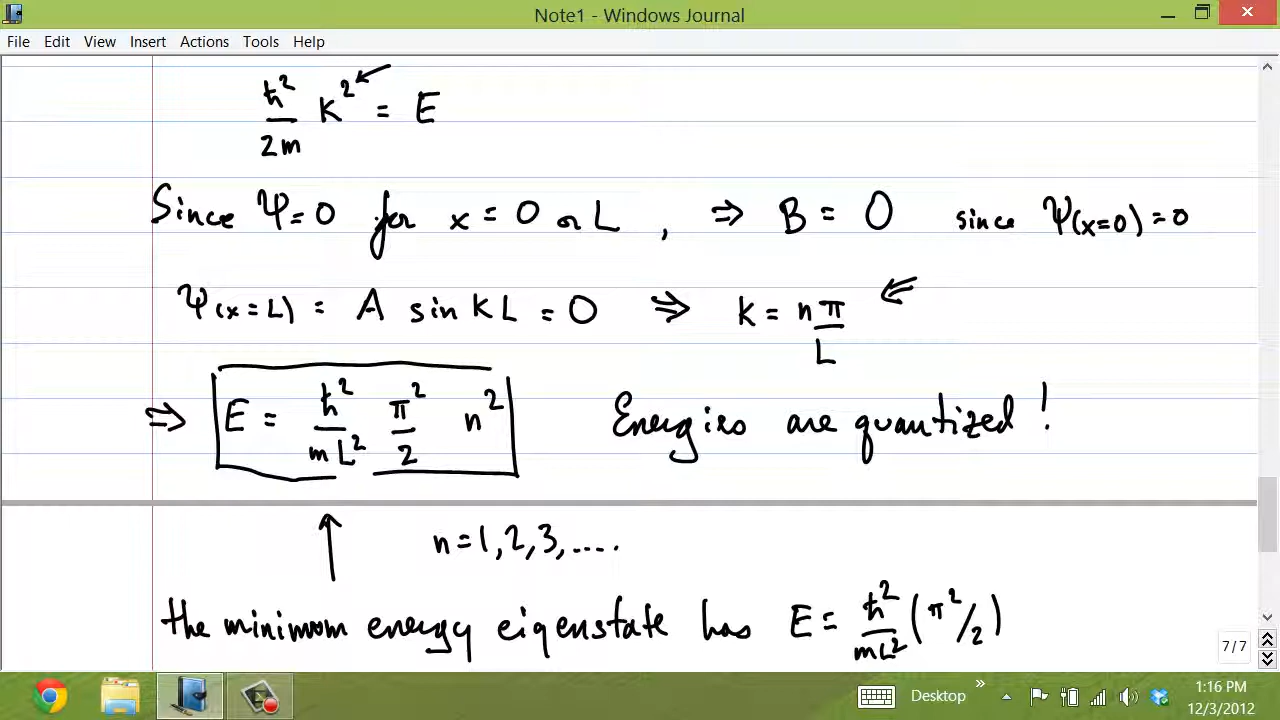 Note1 - Windows Journal
File Edit View Insert Actions Tools Help
ħ²/2m K² = E
Since Ψ = 0 for x = 0 or L , ⇒ B = 0 since Ψ(x=0) = 0
Ψ(x=L) = A sin KL = 0 ⇒ K = nπ/L ⇐
⇒ E = ħ²/mL² π²/2 n² Energies are quantized !
n = 1, 2, 3, ....
the minimum energy eigenstate has E = ħ²/mL² (π²/2)
7/7
Desktop » 1:16 PM
12/3/2012